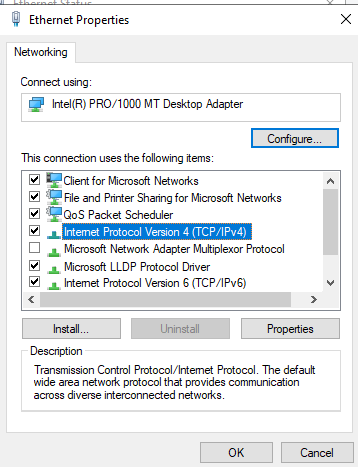 Ethernet Status
Ethernet Properties
Networking
Connect using:
Intel(R) PRO/1000 MT Desktop Adapter
Configure...
This connection uses the following items:
Client for Microsoft Networks
File and Printer Sharing for Microsoft Networks
QoS Packet Scheduler
Internet Protocol Version 4 (TCP/IPv4)
Microsoft Network Adapter Multiplexor Protocol
Microsoft LLDP Protocol Driver
Internet Protocol Version 6 (TCP/IPv6)
Install...
Uninstall
Properties
Description
Transmission Control Protocol/Internet Protocol. The default
wide area network protocol that provides communication
across diverse interconnected networks.
OK
Cancel